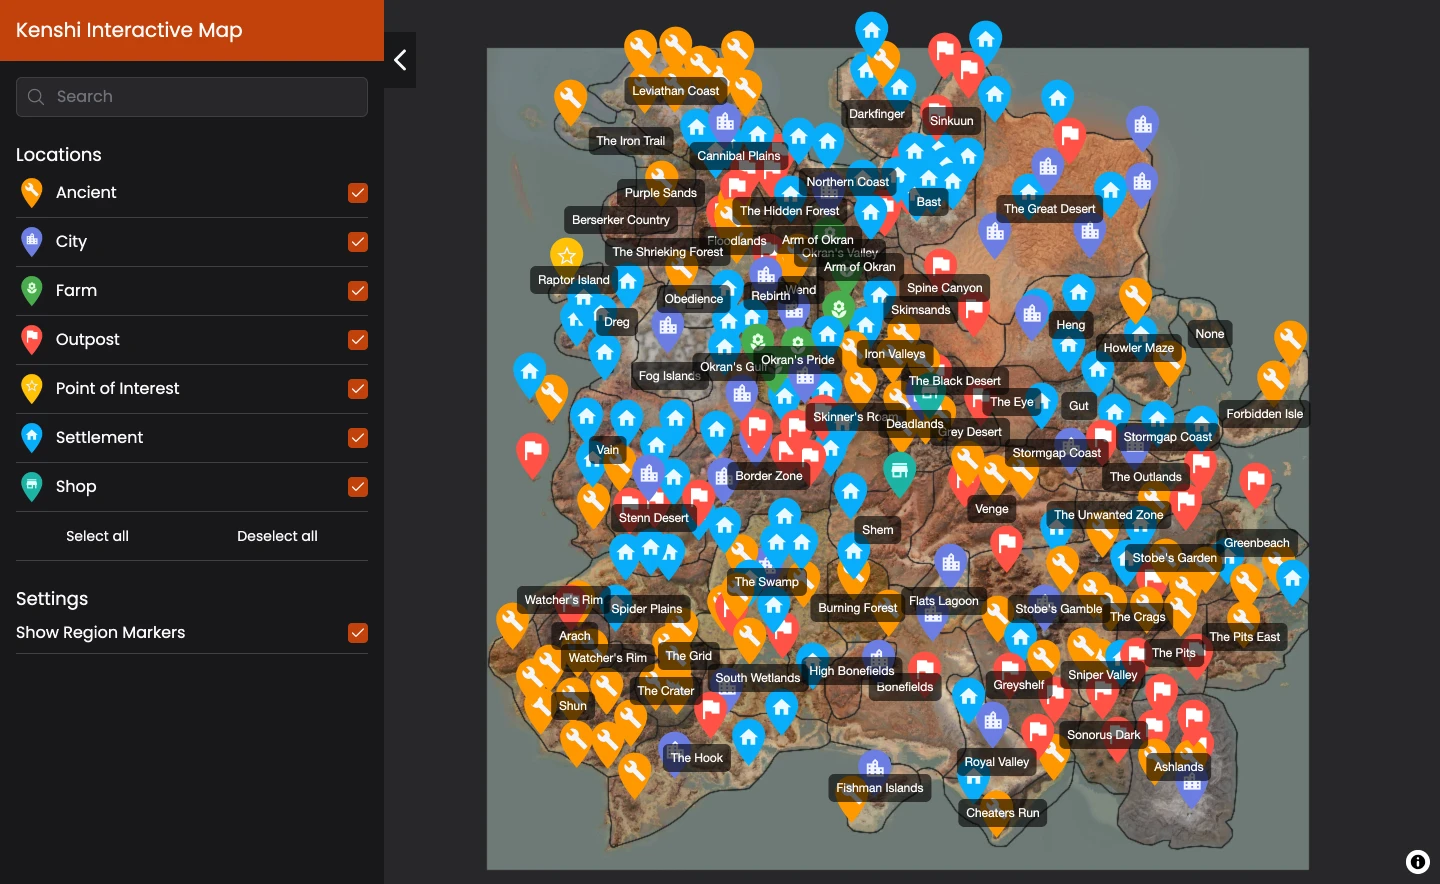 Kenshi Interactive Map
Search
Locations
Ancient
City
Farm
Outpost
Point of Interest
Settlement
Shop
Select all
Deselect all
Settings
Show Region Markers
Leviathan Coast
Darkfinger
Sinkuun
The Iron Trail
Cannibal Plains
Northern Coast
Purple Sands
Bast
The Hidden Forest
The Great Desert
Berserker Country
Floodlands
Arm of Okran
The Shrieking Forest
Okran's Valley
Arm of Okran
Raptor Island
Spine Canyon
Obedience
Rebirth
Wend
Skimsands
Dreg
Heng
None
Howler Maze
Iron Valleys
Okran's Pride
Okran's Gulf
Fog Islands
The Black Desert
The Eye
Gut
Forbidden Isle
Skinner's Roam
Deadlands
Grey Desert
Stormgap Coast
Vain
Stormgap Coast
Border Zone
The Outlands
Venge
Stenn Desert
The Unwanted Zone
Shem
Greenbeach
Stobe's Garden
The Swamp
Watcher's Rim
Spider Plains
Burning Forest
Flats Lagoon
Stobe's Gamble
The Crags
Arach
The Pits East
Watcher's Rim
The Grid
The Pits
South Wetlands
High Bonefields
Bonefields
Greyshelf
Sniper Valley
The Crater
Shun
Sonorus Dark
The Hook
Royal Valley
Ashlands
Fishman Islands
Cheaters Run